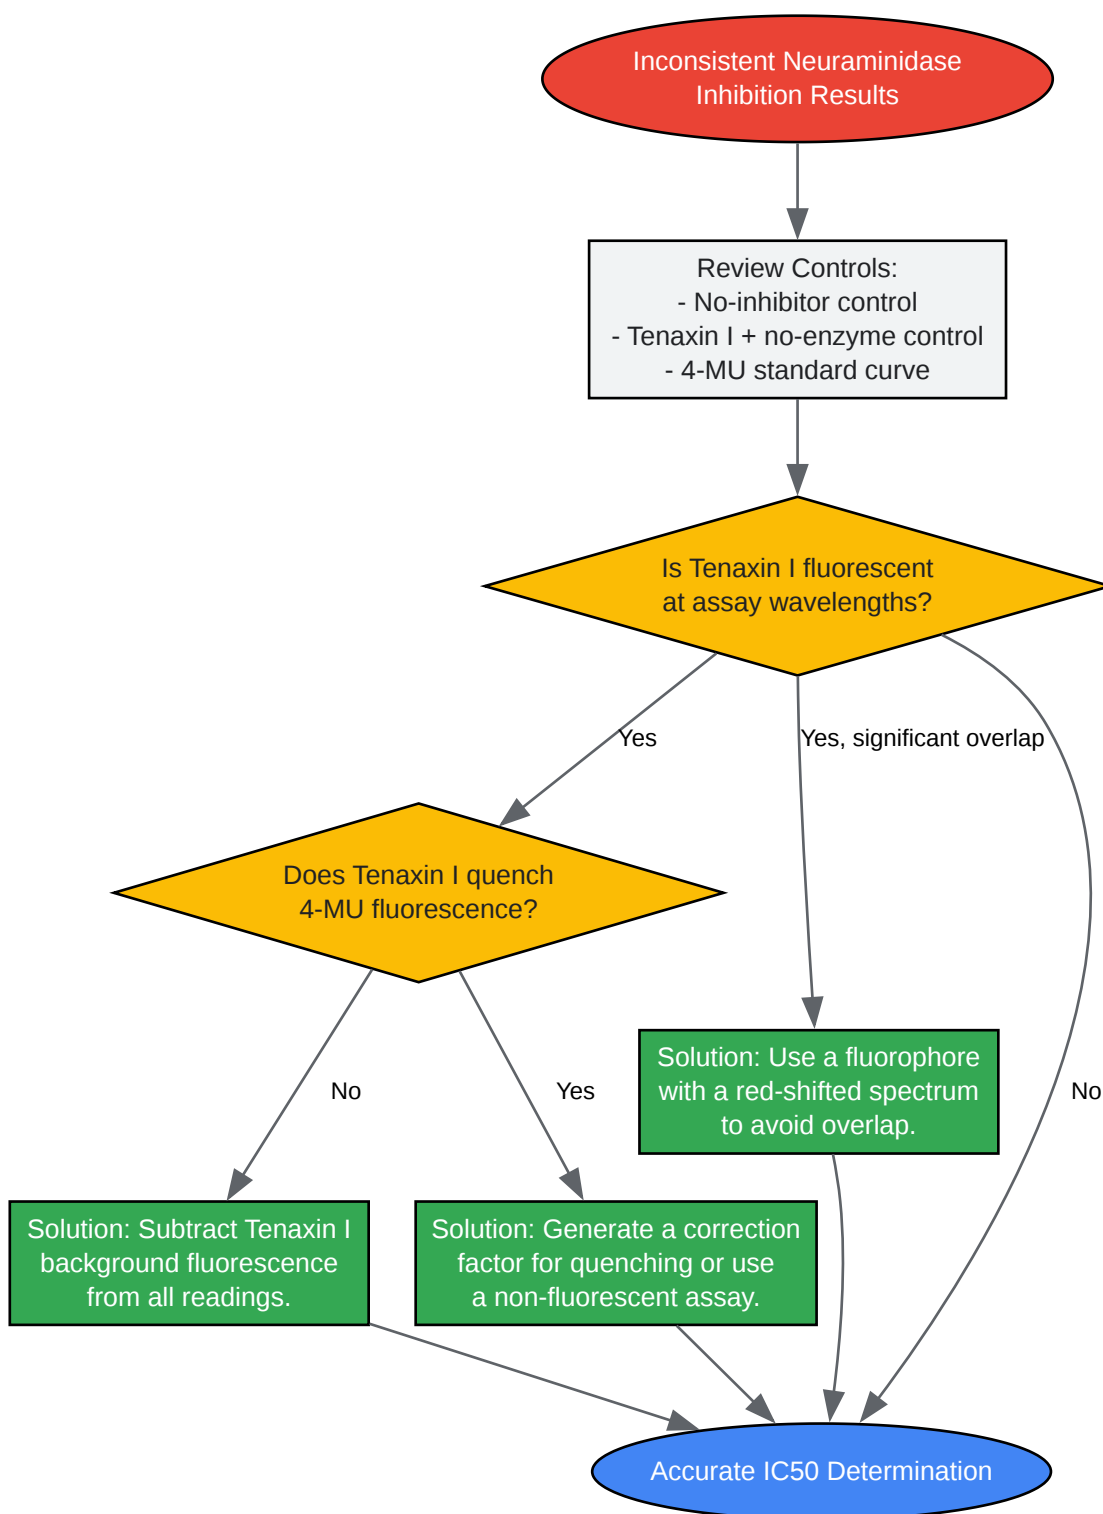 Inconsistent Neuraminidase
Inhibition Results
Review Controls:
- No-inhibitor control
- Tenaxin I + no-enzyme control
- 4-MU standard curve
Is Tenaxin I fluorescent
at assay wavelengths?
Yes
Yes, significant overlap
Does Tenaxin I quench
4-MU fluorescence?
Solution: Use a fluorophore
with a red-shifted spectrum
to avoid overlap.
No
Yes
No
Solution: Subtract Tenaxin I
background fluorescence
from all readings.
Solution: Generate a correction
factor for quenching or use
a non-fluorescent assay.
Accurate IC50 Determination